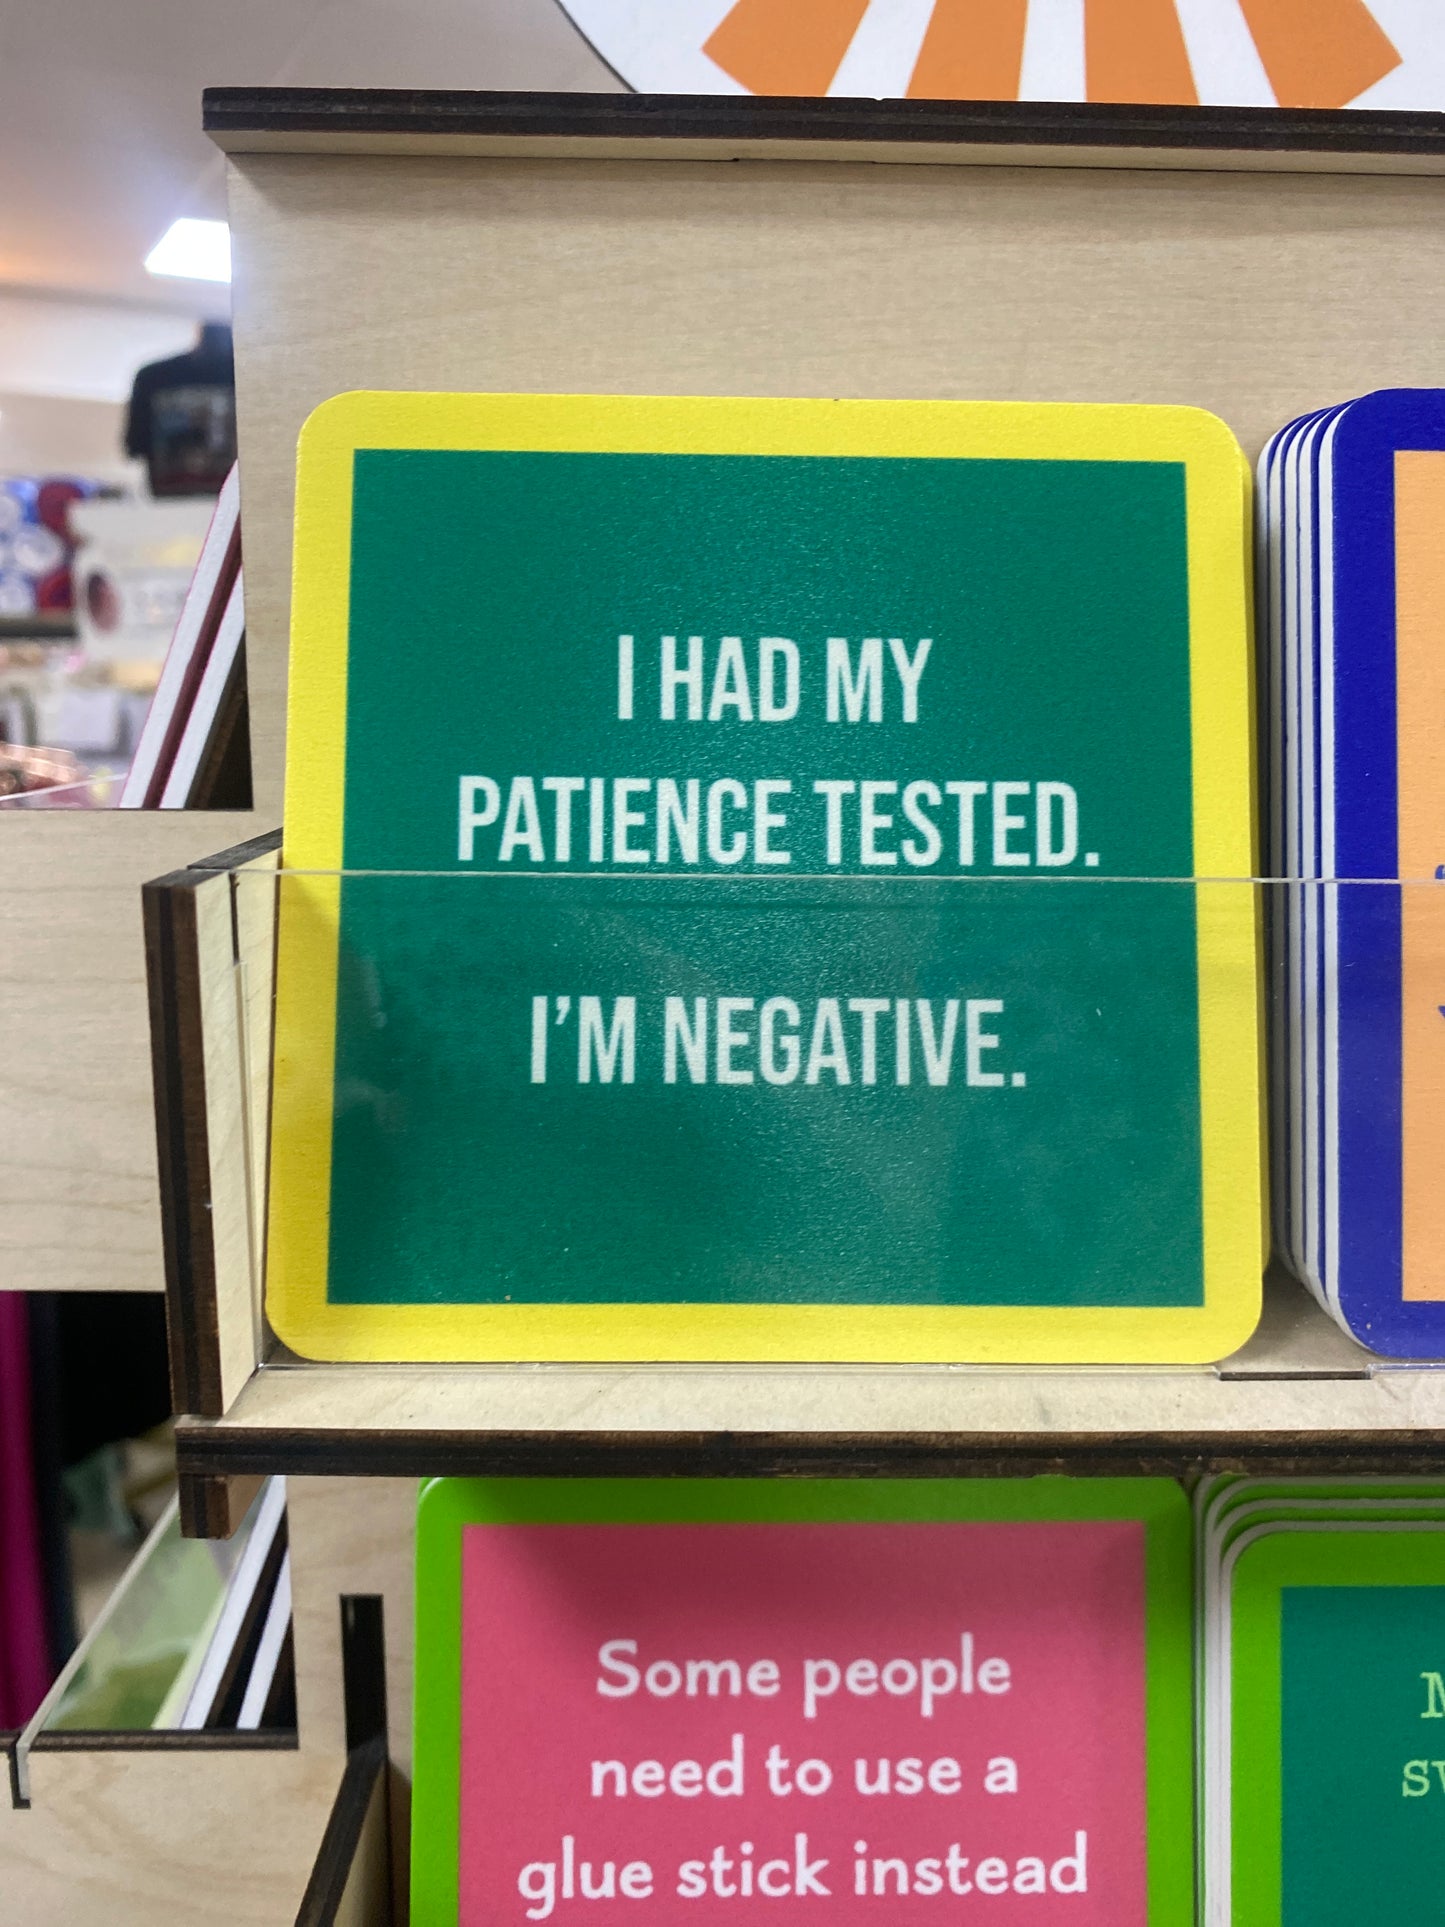 I HAD MY
PATIENCE TESTED.
I'M NEGATIVE.
Some people
need to use a
glue stick instead